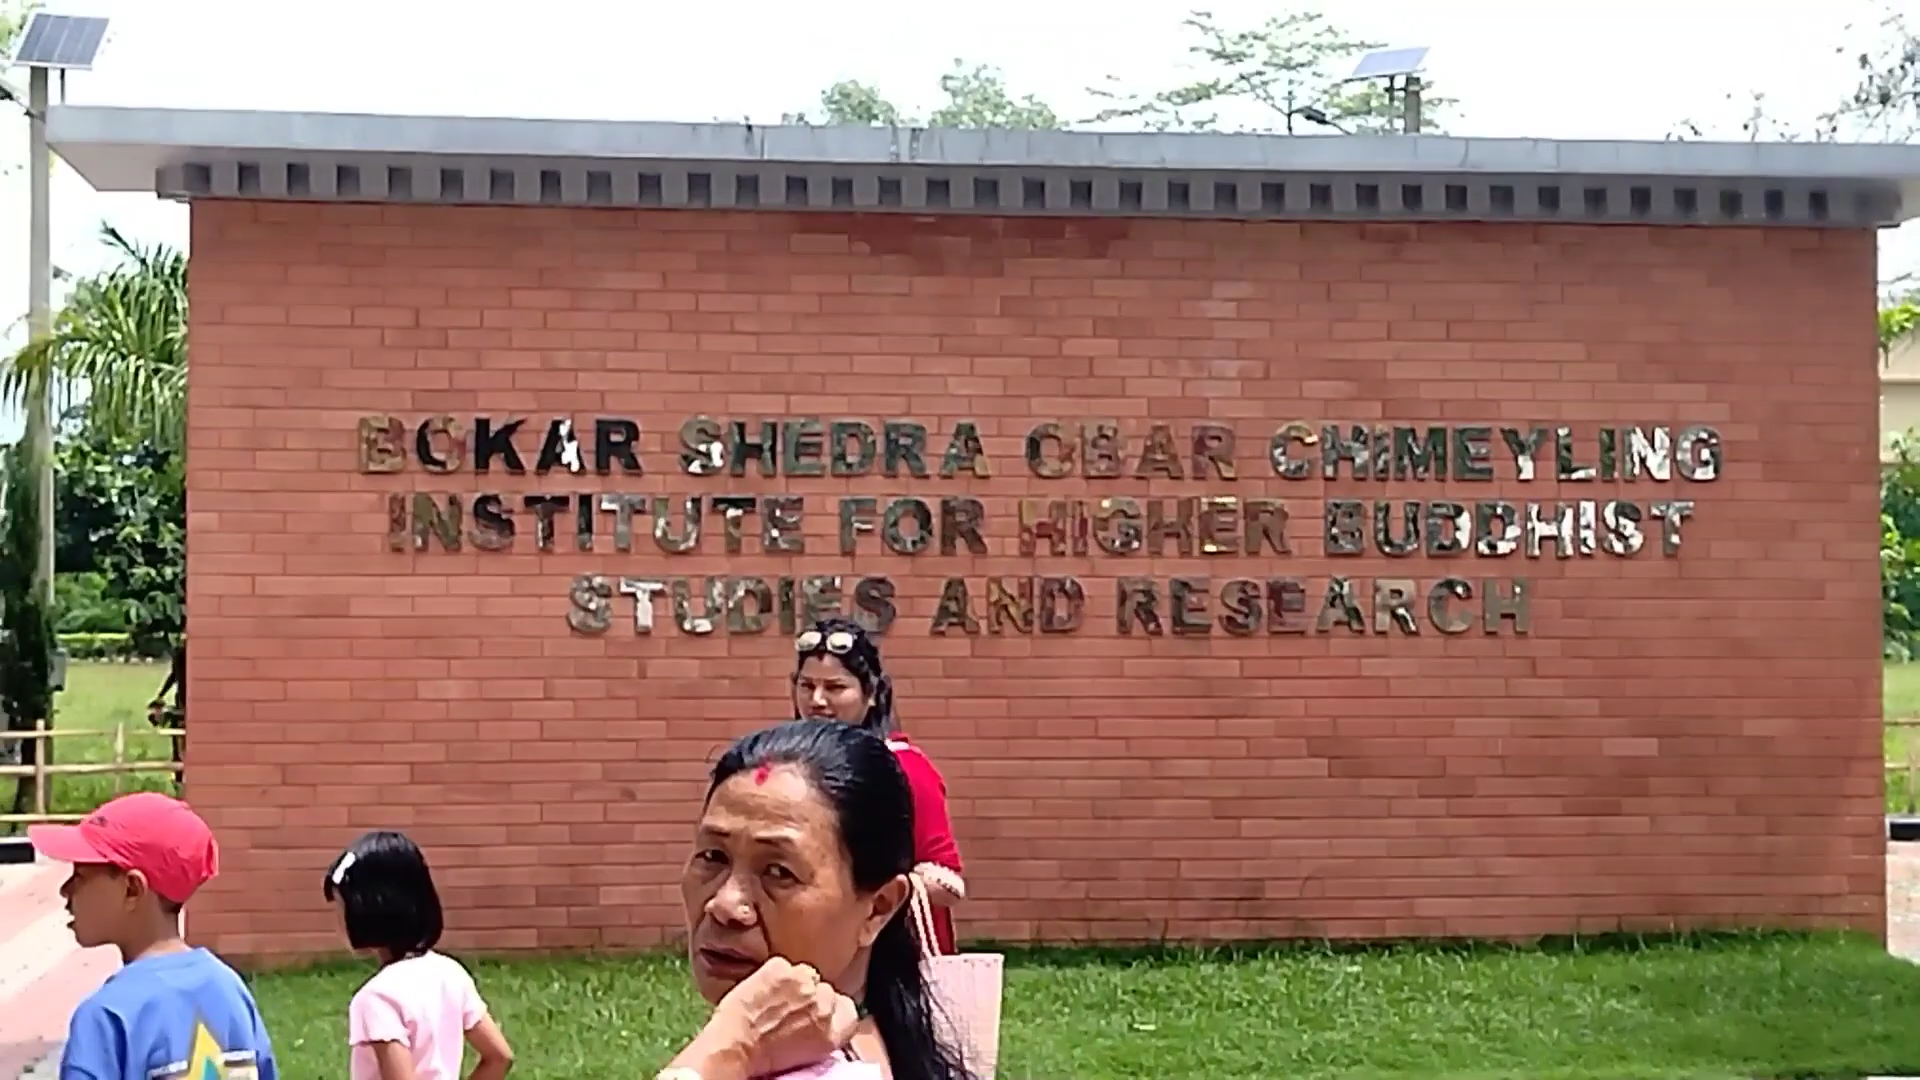 BOKAR SHEDRA OBAR CHIMEYLING
INSTITUTE FOR HIGHER BUDDHIST
STUDIES AND RESEARCH